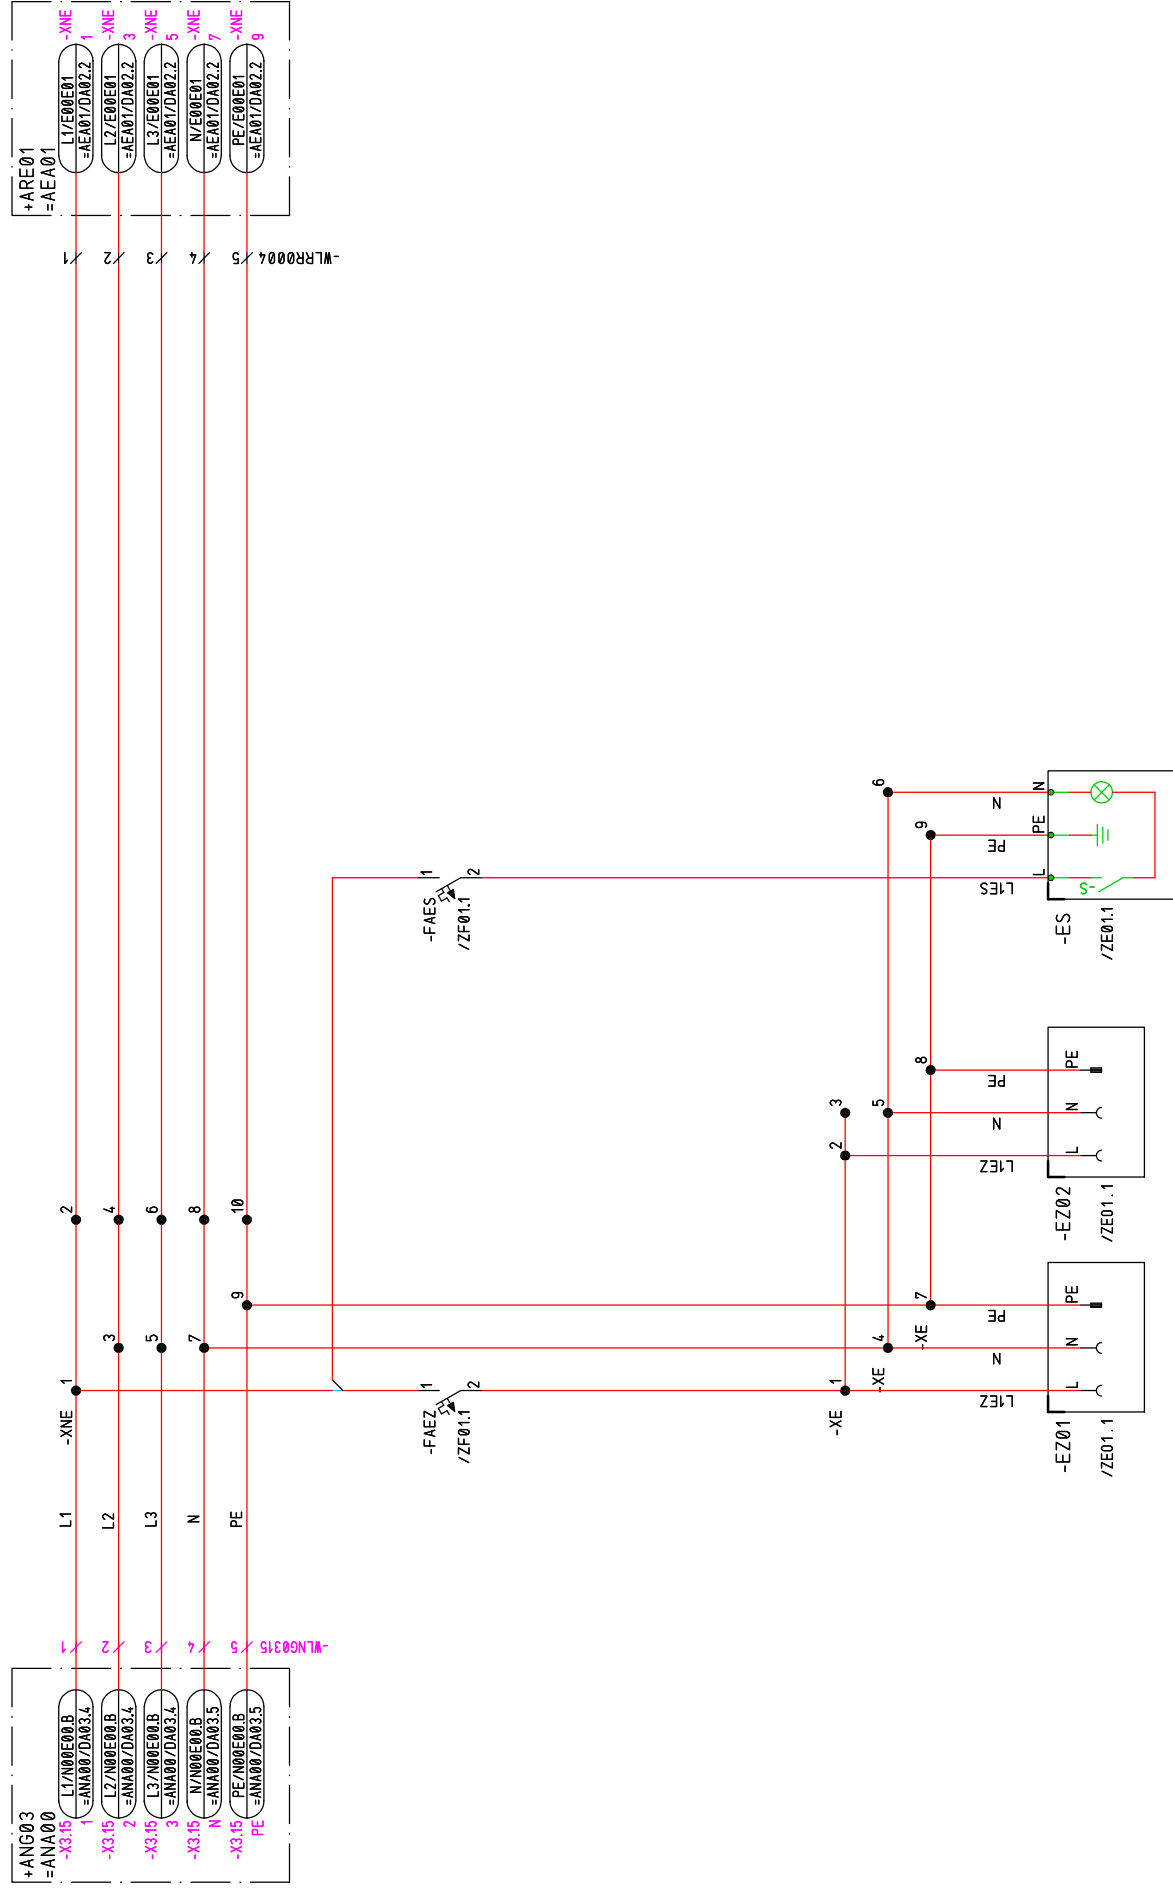 +ARE01
=AEA01
L1/E00E01
=AEA01/DA02.2
-XNE
1
L2/E00E01
=AEA01/DA02.2
-XNE
3
L3/E00E01
=AEA01/DA02.2
-XNE
5
N/E00E01
=AEA01/DA02.2
-XNE
7
PE/E00E01
=AEA01/DA02.2
-XNE
9
1
2
3
4
5
-WLRR0004
2
4
6
8
10
-XNE
1
3
5
7
9
L1
L2
L3
N
PE
1
2
3
4
5
-WLNG0315
+ANG03
=ANA00
-X3.15
1
L1/N00E00.B
=ANA00/DA03.4
-X3.15
2
L2/N00E00.B
=ANA00/DA03.4
-X3.15
3
L3/N00E00.B
=ANA00/DA03.4
-X3.15
N
N/N00E00.B
=ANA00/DA03.5
-X3.15
PE
PE/N00E00.B
=ANA00/DA03.5
-FAES
/ZF01.1
1
2
-FAEZ
/ZF01.1
1
2
-XE
1
2
3
-XE
4
5
6
-XE
7
8
9
L1EZ
N
PE
-EZ01
/ZE01.1
L
N
PE
L1EZ
N
PE
-EZ02
/ZE01.1
L
N
PE
L1ES
PE
N
-ES
/ZE01.1
L
PE
N
-S